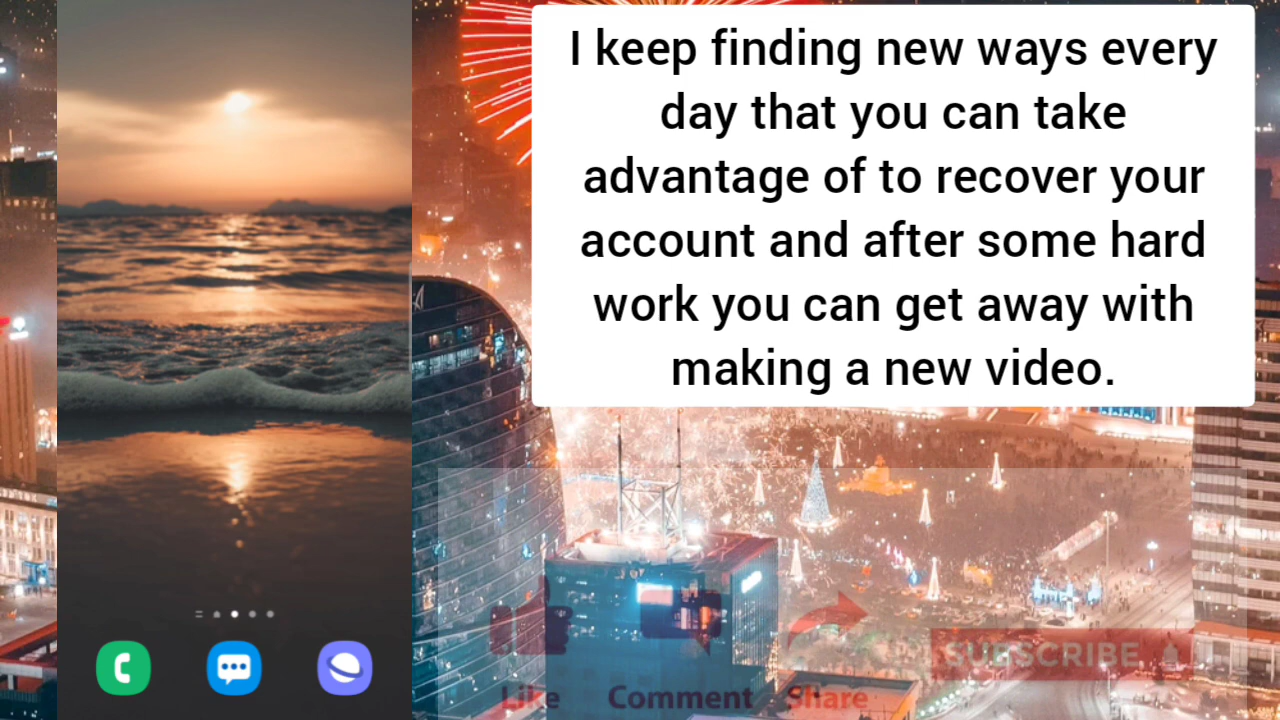 I keep finding new ways every
day that you can take
advantage of to recover your
account and after some hard
work you can get away with
making a new video.
SUBSCRIBE
Like Comment Share